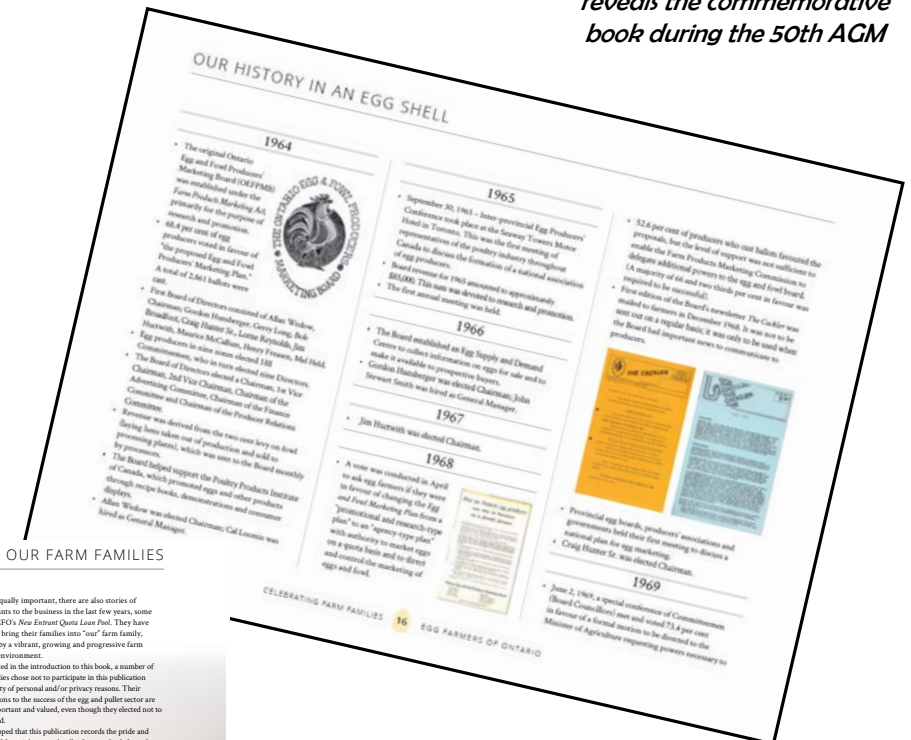 reveals the commemorative
book during the 50th AGM
OUR HISTORY IN AN EGG SHELL
1964
• The original Ontario
Egg and Fowl Producers'
Marketing Board (OEFPMB)
was established under the
Farm Products Marketing Act,
primarily for the purpose of
research and promotion.
• 68.4 per cent of egg
producers voted in favour of
"the proposed Egg and Fowl
Producers' Marketing Plan."
A total of 2,861 ballots were
cast.
• First Board of Directors consisted of Allan Widow,
Chairman; Gordon Hunsberger, Gerry Long, Bob
Broadfoot, Craig Hunter Sr., Lorne Reynolds, Jim
Huctwith, Maurice McCallum, Henry Mel Held.
• Egg producers in nine zones elected 188
Committeemen, who in turn elected nine Directors.
• The Board of Directors elected a Chairman, 1st Vice
Chairman, 2nd Vice Chairman, Chairman of the
Advertising Committee, Chairman of the Finance
Committee and Chairman of the Producer Relations
Committee.
• Revenue was derived from the two cent levy on fowl
(laying hens taken out of production and sold to
processing plants), which was sent to the Board monthly
by processors.
• The Board helped support the Poultry Products Institute
of Canada, which promoted eggs and other products
through recipe books, demonstrations and consumer
displays.
• Allan Widow was elected Chairman; Cal Loomis was
hired as General Manager.
THE ONTARIO EGG & FOWL PRODUCERS'
• MARKETING BOARD •
1965
• September 30, 1965 – Inter-provincial Egg Producers'
Conference took place at the Seaway Towers Motor
Hotel in Toronto. This was the first meeting of
representatives of the poultry industry throughout
Canada to discuss the formation of a national association
of egg producers.
• Board revenue for 1965 amounted to approximately
$85,000. This sum was devoted to research and promotion.
• The first annual meeting was held.
1966
• The Board established an Egg Supply and Demand
Centre to collect information on eggs for sale and to
make it available to prospective buyers.
• Gordon Hunsberger was elected Chairman; John
Stewart Smith was hired as General Manager.
1967
• Jim Huctwith was elected Chairman.
1968
• A vote was conducted in April
to ask egg farmers if they were
in favour of changing the Egg
and Fowl Marketing Plan from a
"promotional and research-type
plan" to an "agency-type plan"
with authority to market eggs
on a quota basis and to direct
and control the marketing of
eggs and fowl.
• 52.6 per cent of producers who cast ballots favoured the
proposals, but the level of support was not sufficient to
enable the Farm Products Marketing Commission to
delegate additional powers to the egg and fowl board.
(A majority of 66 and two thirds per cent in favour was
required to be successful).
• First edition of the Board's newsletter The Cackler was
mailed to farmers in December 1968. It was not to be
sent out on a regular basis; it was only to be used when
the Board had important news to communicate to
producers.
THE CACKLER
• Provincial egg boards, producers' associations and
governments held their first meeting to discuss a
national plan for egg marketing.
• Craig Hunter Sr. was elected Chairman.
1969
• June 2, 1969, a special conference of Committeemen
(Board Councillors) met and voted 73.4 per cent
in favour of a formal motion to be directed to the
Minister of Agriculture requesting powers necessary to
CELEBRATING FARM FAMILIES 16 EGG FARMERS OF ONTARIO
OUR FARM FAMILIES
equally important, there are also stories of
ants to the business in the last few years, some
EFO's New Entrant Quota Loan Pool. They have
bring their families into "our" farm family,
by a vibrant, growing and progressive farm
environment.
ted in the introduction to this book, a number of
lies chose not to participate in this publication
ty of personal and/or privacy reasons. Their
ons to the success of the egg and pullet sector are
portant and valued, even though they elected not to
d.
oped that this publication records the pride and